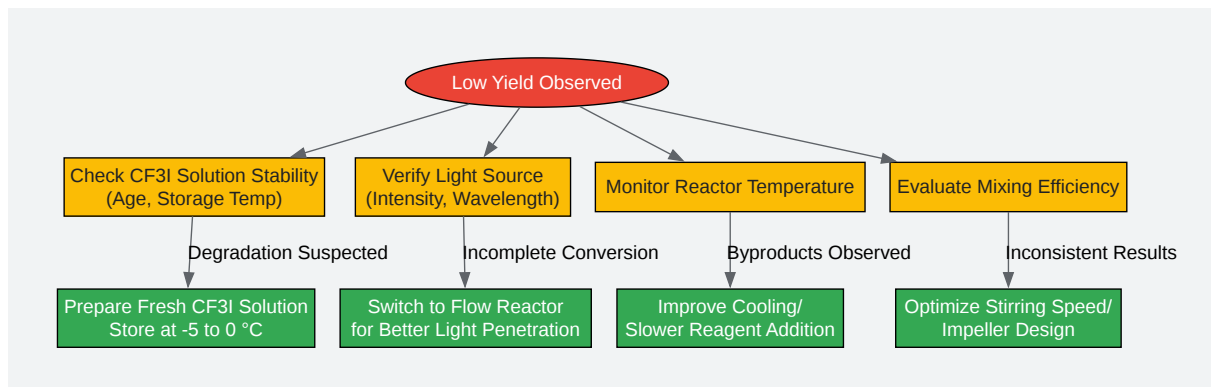 Low Yield Observed
Check CF3I Solution Stability
(Age, Storage Temp)
Verify Light Source
(Intensity, Wavelength)
Monitor Reactor Temperature
Evaluate Mixing Efficiency
Degradation Suspected
Incomplete Conversion
Byproducts Observed
Inconsistent Results
Prepare Fresh CF3I Solution
Store at -5 to 0 °C
Switch to Flow Reactor
for Better Light Penetration
Improve Cooling/
Slower Reagent Addition
Optimize Stirring Speed/
Impeller Design